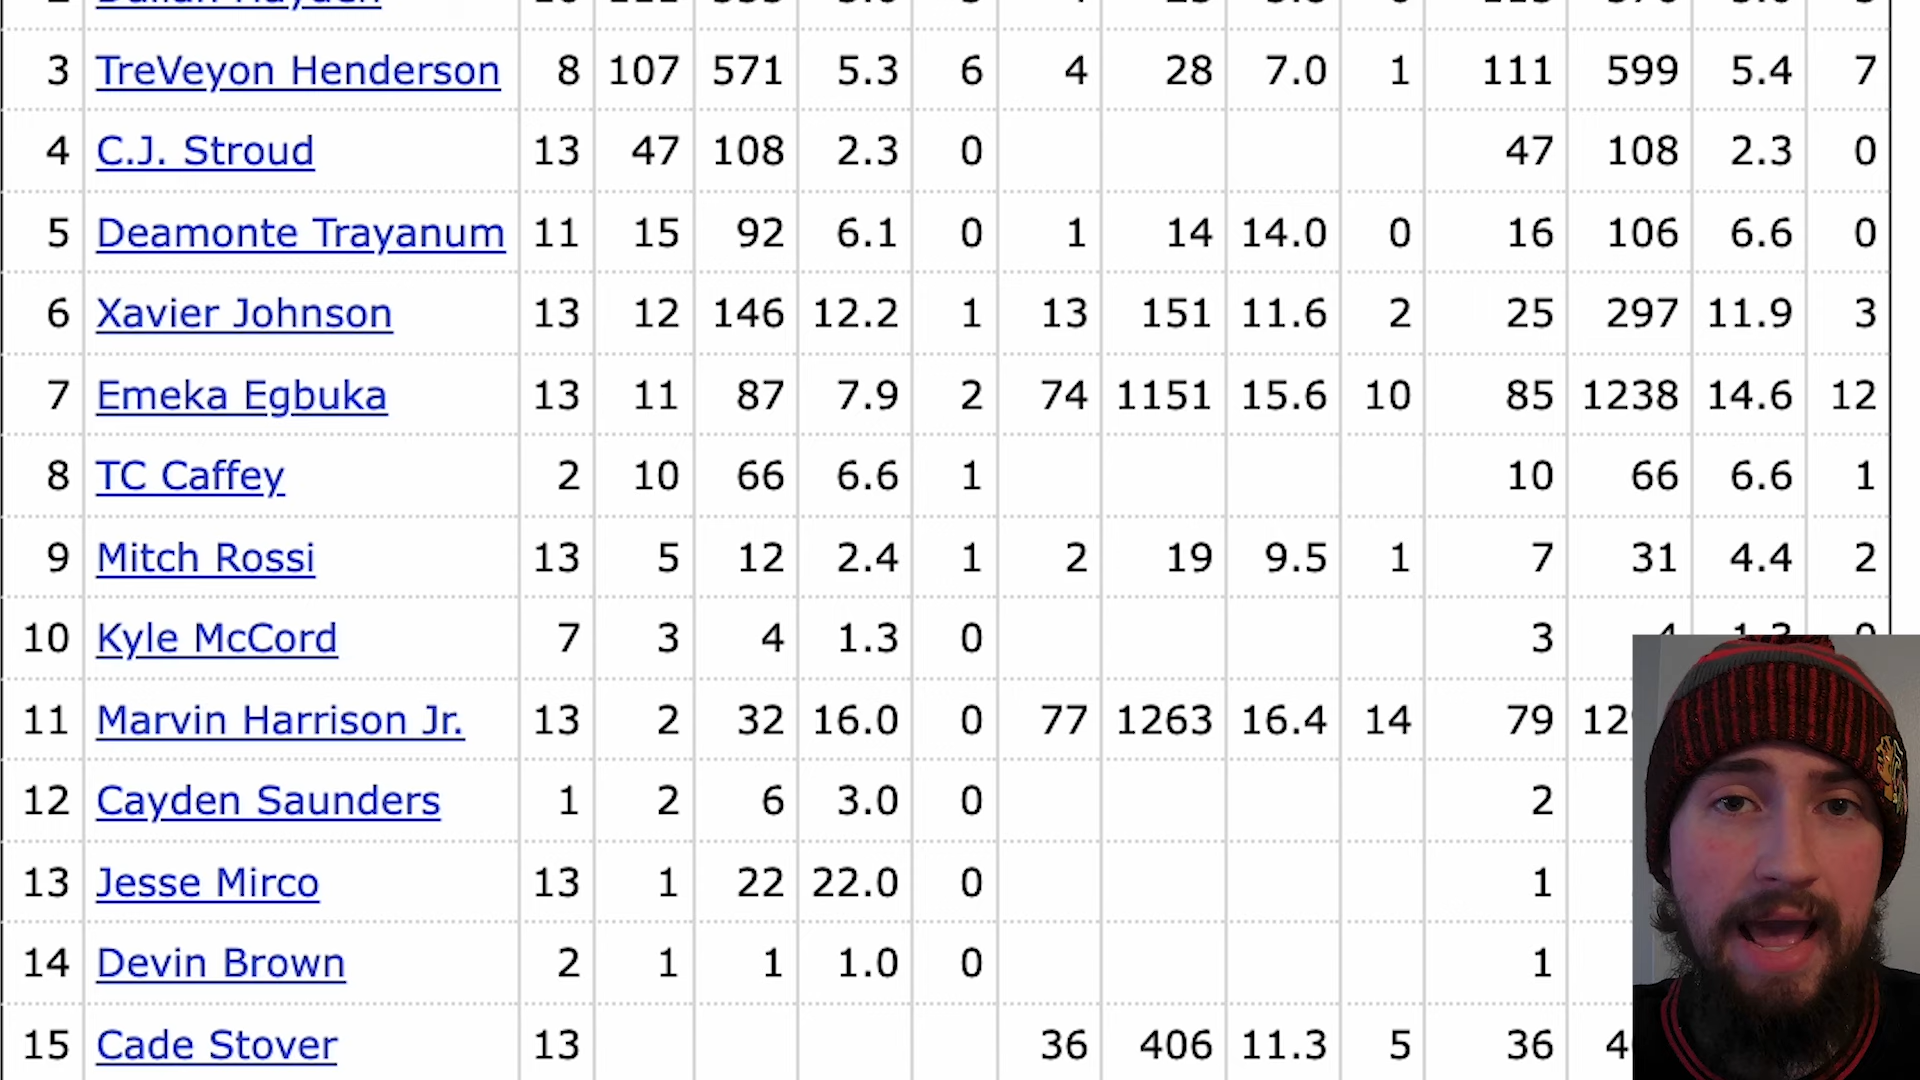 3 TreVeyon Henderson 8 107 571 5.3 6 4 28 7.0 1 111 599 5.4 7
4 C.J. Stroud 13 47 108 2.3 0 47 108 2.3 0
5 Deamonte Trayanum 11 15 92 6.1 0 1 14 14.0 0 16 106 6.6 0
6 Xavier Johnson 13 12 146 12.2 1 13 151 11.6 2 25 297 11.9 3
7 Emeka Egbuka 13 11 87 7.9 2 74 1151 15.6 10 85 1238 14.6 12
8 TC Caffey 2 10 66 6.6 1 10 66 6.6 1
9 Mitch Rossi 13 5 12 2.4 1 2 19 9.5 1 7 31 4.4 2
10 Kyle McCord 7 3 4 1.3 0 3
11 Marvin Harrison Jr. 13 2 32 16.0 0 77 1263 16.4 14 79
12 Cayden Saunders 1 2 6 3.0 0 2
13 Jesse Mirco 13 1 22 22.0 0 1
14 Devin Brown 2 1 1 1.0 0 1
15 Cade Stover 13 36 406 11.3 5 36